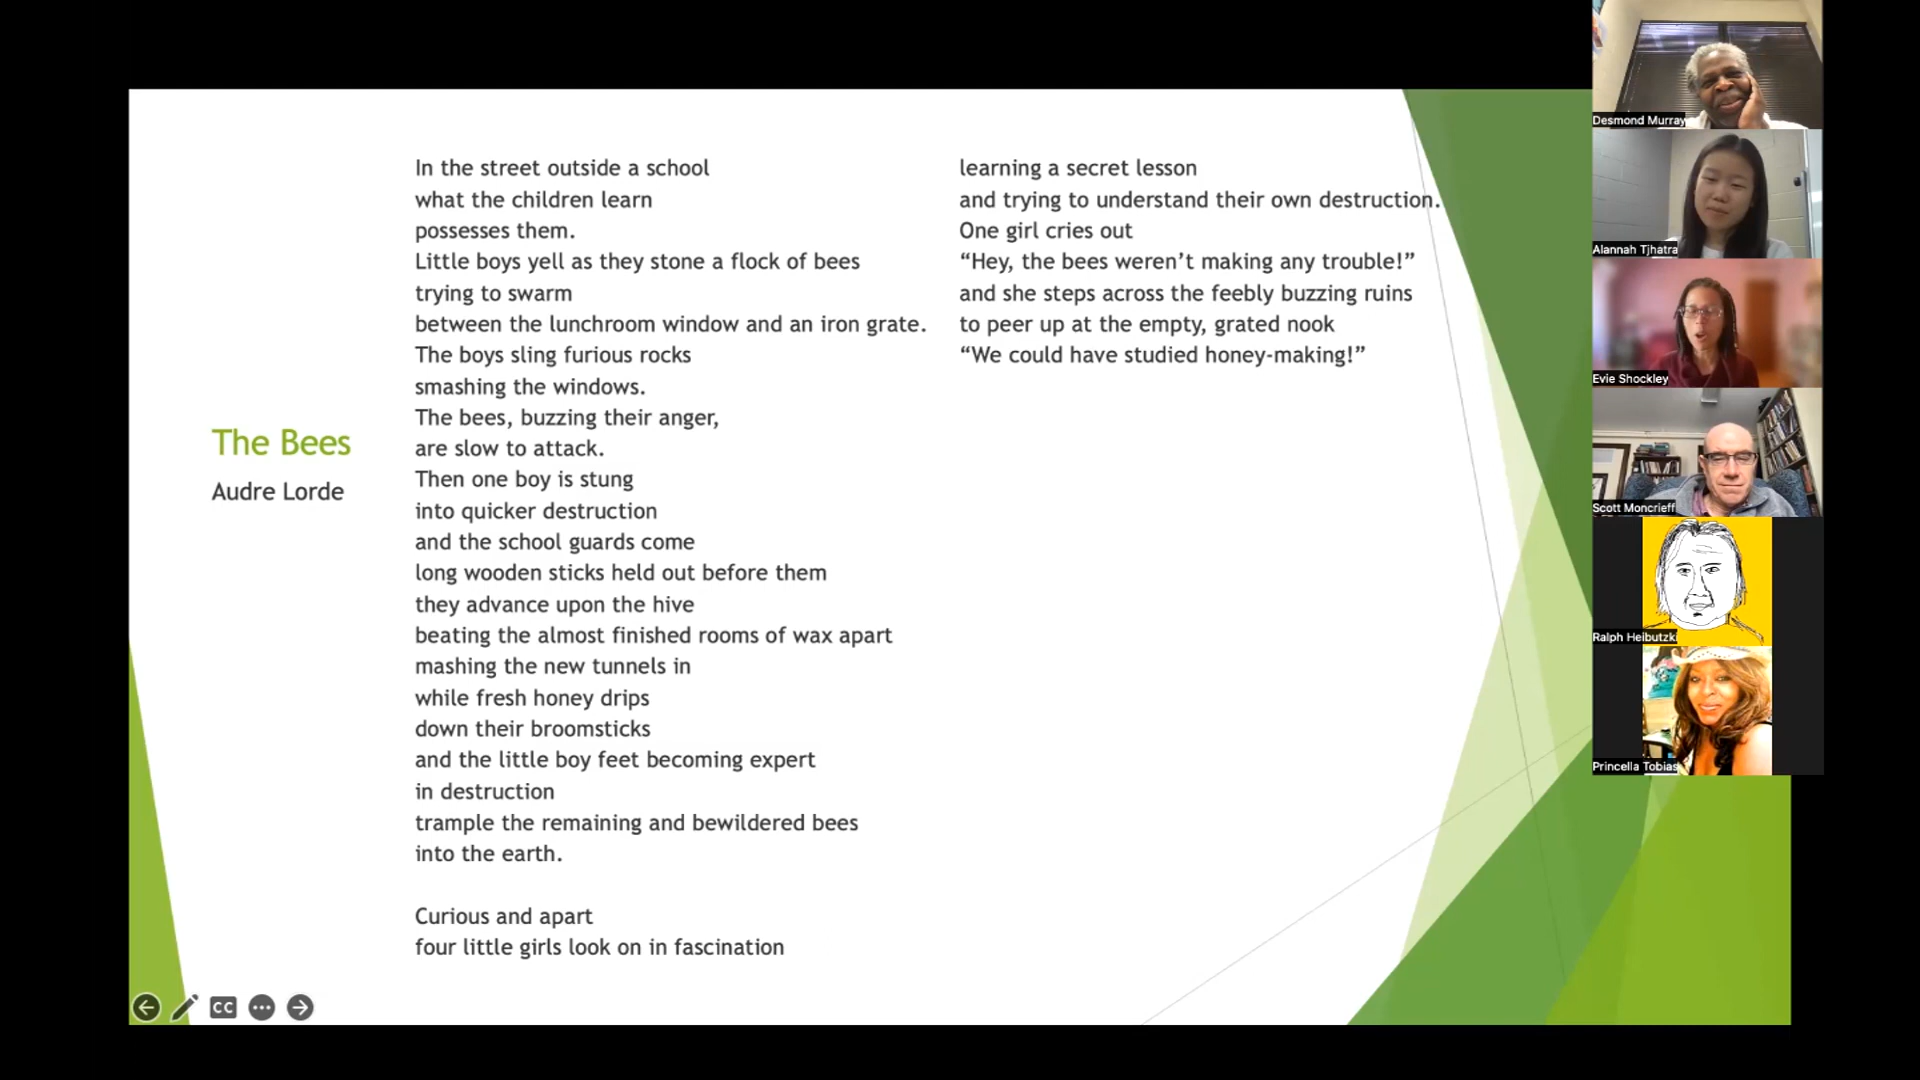 The Bees
Audre Lorde
In the street outside a school
what the children learn
possesses them.
Little boys yell as they stone a flock of bees
trying to swarm
between the lunchroom window and an iron grate.
The boys sling furious rocks
smashing the windows.
The bees, buzzing their anger,
are slow to attack.
Then one boy is stung
into quicker destruction
and the school guards come
long wooden sticks held out before them
they advance upon the hive
beating the almost finished rooms of wax apart
mashing the new tunnels in
while fresh honey drips
down their broomsticks
and the little boy feet becoming expert
in destruction
trample the remaining and bewildered bees
into the earth.
Curious and apart
four little girls look on in fascination
learning a secret lesson
and trying to understand their own destruction.
One girl cries out
“Hey, the bees weren’t making any trouble!”
and she steps across the feebly buzzing ruins
to peer up at the empty, grated nook
“We could have studied honey-making!”
CC
Desmond Murray
Alannah Tjhatra
Evie Shockley
Scott Moncrieff
Ralph Heibutzki
Princella Tobias